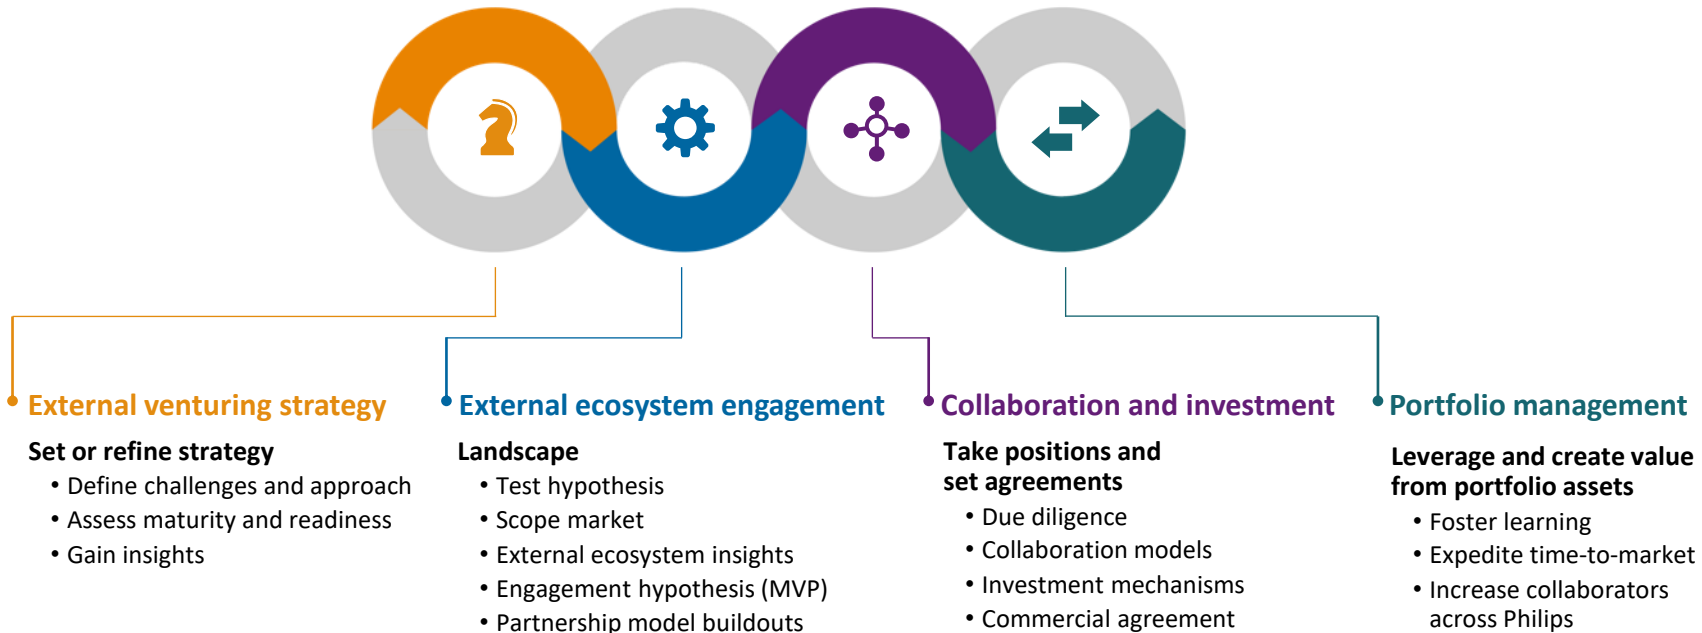 External venturing strategy
Set or refine strategy
• Define challenges and approach
• Assess maturity and readiness
• Gain insights
External ecosystem engagement
Landscape
• Test hypothesis
• Scope market
• External ecosystem insights
• Engagement hypothesis (MVP)
• Partnership model buildouts
Collaboration and investment
Take positions and
set agreements
• Due diligence
• Collaboration models
• Investment mechanisms
• Commercial agreement
Portfolio management
Leverage and create value
from portfolio assets
• Foster learning
• Expedite time-to-market
• Increase collaborators
across Philips